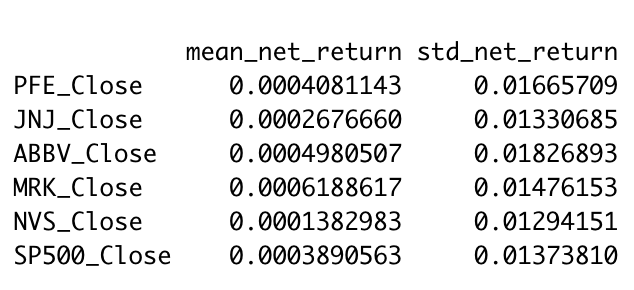 mean_net_return std_net_return
PFE_Close 0.0004081143 0.01665709
JNJ_Close 0.0002676660 0.01330685
ABBV_Close 0.0004980507 0.01826893
MRK_Close 0.0006188617 0.01476153
NVS_Close 0.0001382983 0.01294151
SP500_Close 0.0003890563 0.01373810